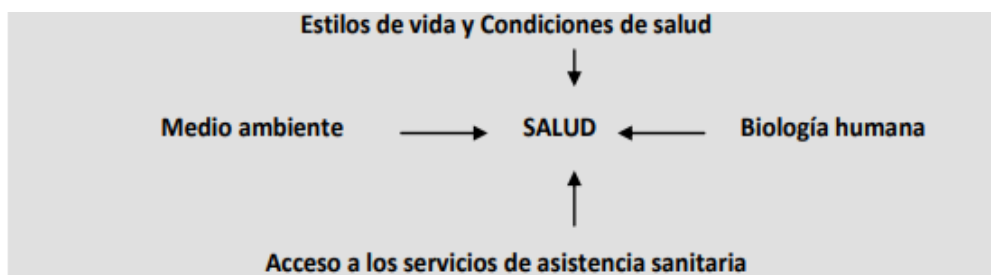 Estilos de vida y Condiciones de salud
Medio ambiente SALUD Biología humana
Acceso a los servicios de asistencia sanitaria